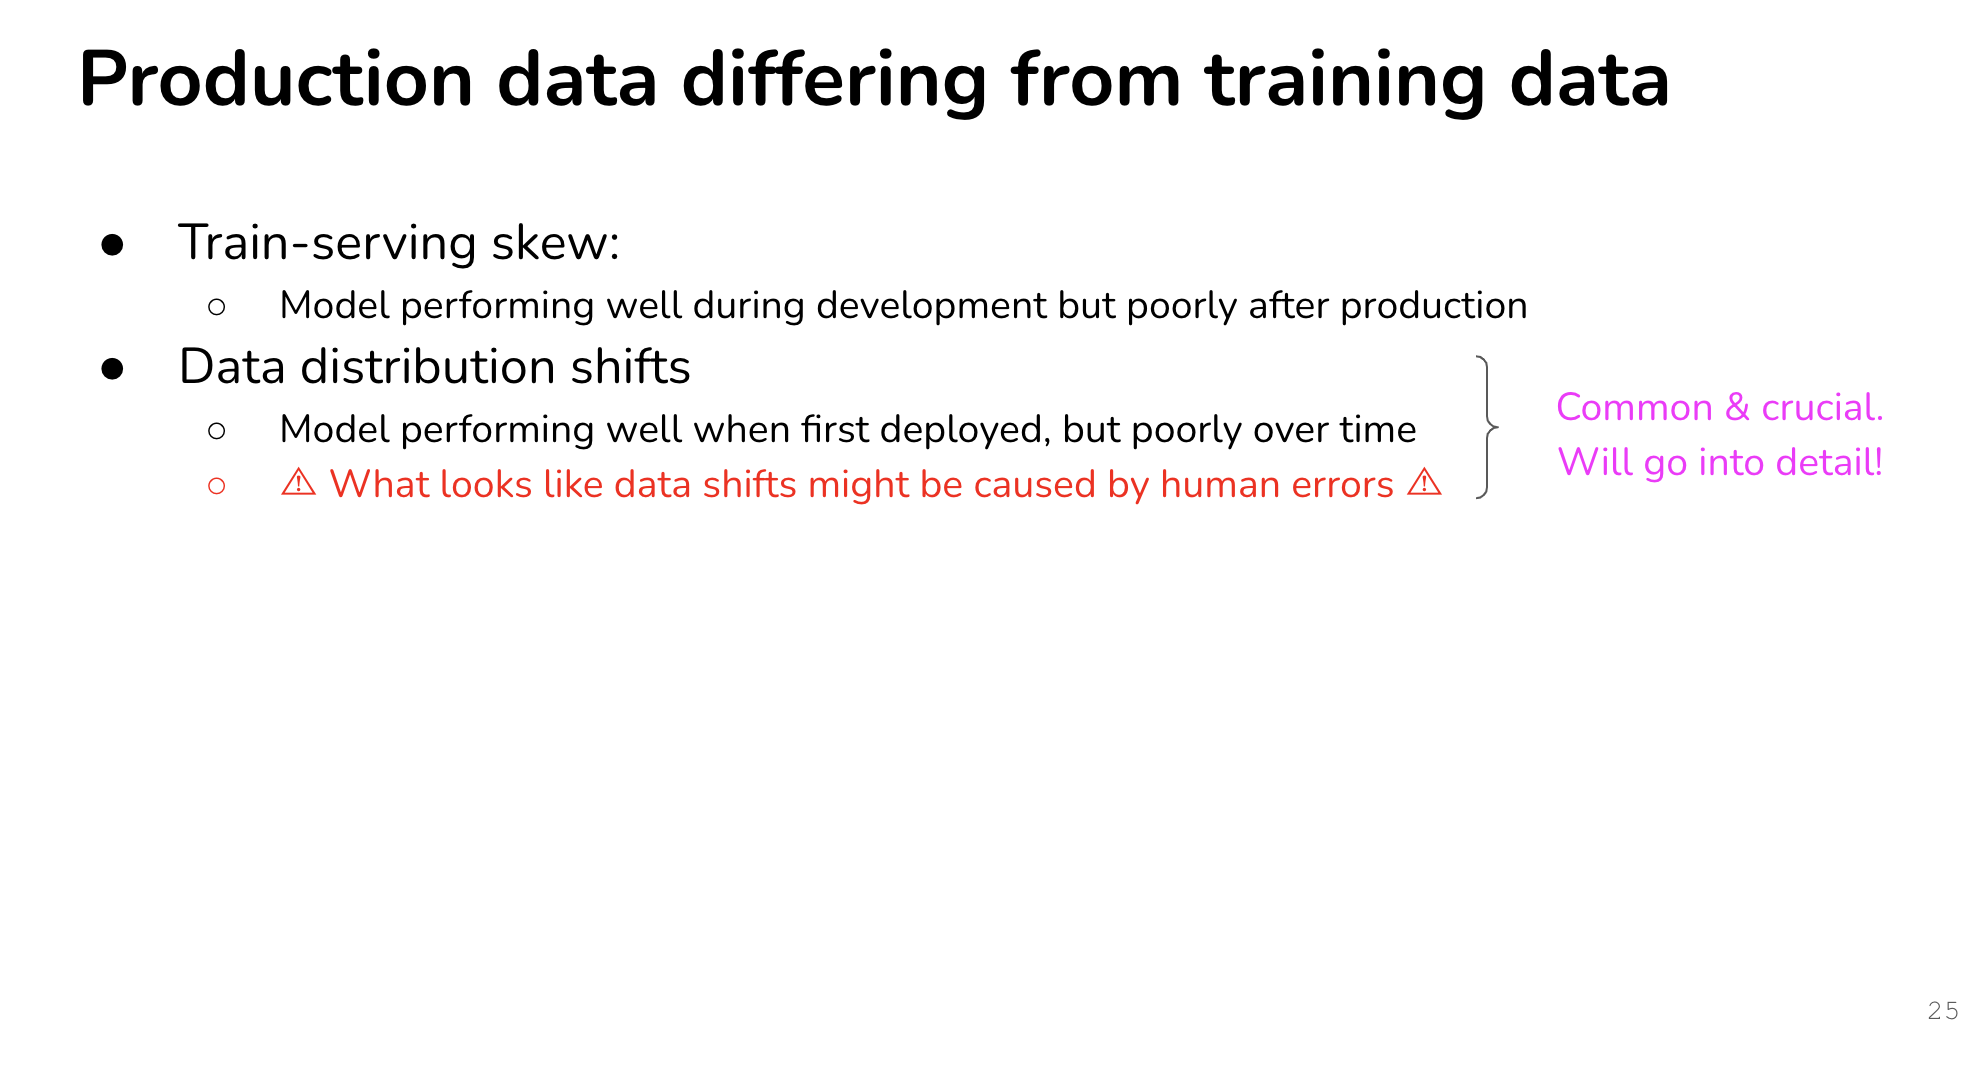 Production data differing from training data
● Train-serving skew:
○ Model performing well during development but poorly after production
● Data distribution shifts
○ Model performing well when first deployed, but poorly over time
○ ⚠ What looks like data shifts might be caused by human errors ⚠
Common & crucial.
Will go into detail!
25